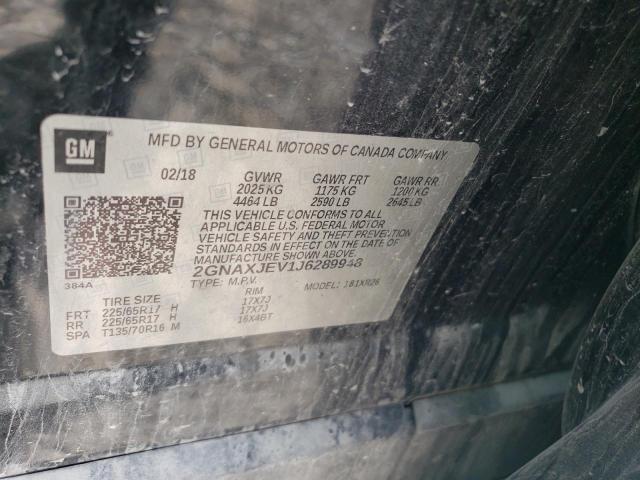 GM
MFD BY GENERAL MOTORS OF CANADA COMPANY
02/18 GVWR GAWR FRT GAWR RR
2025 KG 1175 KG 1200 KG
4464 LB 2590 LB 2645 LB
THIS VEHICLE CONFORMS TO ALL
APPLICABLE U.S. FEDERAL MOTOR
VEHICLE SAFETY AND THEFT PREVENTION
STANDARDS IN EFFECT ON THE DATE OF
MANUFACTURE SHOWN ABOVE.
2GNAXJEV1J6289948
384A
TYPE: M.P.V. MODEL: 1B1XR26
TIRE SIZE RIM
FRT 225/65R17 H 17X7J
RR 225/65R17 H 17X7J
SPA T135/70R16 M 16X4BT